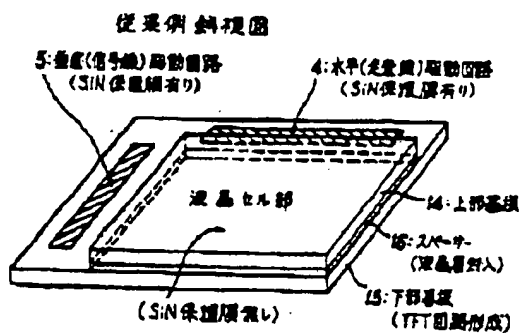 従来例斜視図
5:垂直(信号線)駆動回路
(SiN保護膜有り)
4:水平(走査線)駆動回路
(SiN保護膜有り)
液晶セル部
14:上部基板
16:スペーサー
(液晶層封入)
(SiN保護膜無し)
13:下部基板
(TFT回路形成)